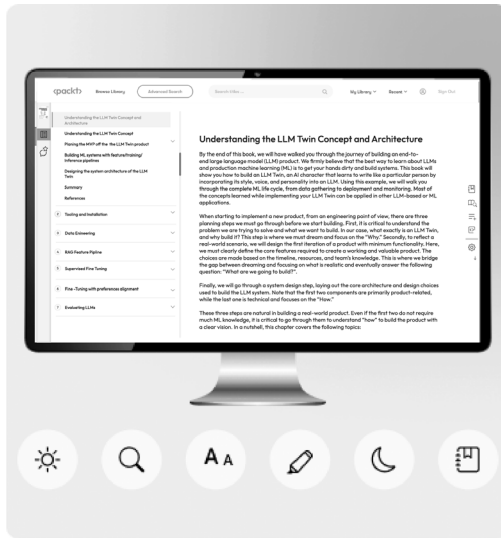 <packt>
Browse Library
Advanced Search
Search titles...
My Library
Recent
Sign Out
Understanding the LLM Twin Concept and
Architecture
Understanding the LLM Twin Concept
Planing the MVP off the the LLM Twin product
Building ML systems with feature/training/
inference pipelines
Designing the system architecture of the LLM
Twin
Summary
References
Tooling and Installation
Data Enineering
RAG Feature Pipline
Supervised Fine Tuning
Fine -Tuning with preferences alignment
Evaluating LLMs
Understanding the LLM Twin Concept and Architecture
By the end of this book, we will have walked you through the journey of building an end-to-
end large language model (LLM) product. We firmly believe that the best way to learn about LLMs
and production machine learning (ML) is to get your hands dirty and build systems. This book will
show you how to build an LLM Twin, an AI character that learns to write like a particular person by
incorporating its style, voice, and personality into an LLM. Using this example, we will walk you
through the complete ML life cycle, from data gathering to deployment and monitoring. Most of
the concepts learned while implementing your LLM Twin can be applied in other LLM-based or ML
applications.
When starting to implement a new product, from an engineering point of view, there are three
planning steps we must go through before we start building. First, it is critical to understand the
problem we are trying to solve and what we want to build. In our case, what exactly is an LLM Twin,
and why build it? This step is where we must dream and focus on the "Why." Secondly, to reflect a
real-world scenario, we will design the first iteration of a product with minimum functionality. Here,
we must clearly define the core features required to create a working and valuable product. The
choices are made based on the timeline, resources, and team's knowledge. This is where we bridge
the gap between dreaming and focusing on what is realistic and eventually answer the following
question: "What are we going to build?".
Finally, we will go through a system design step, laying out the core architecture and design choices
used to build the LLM system. Note that the first two components are primarily product-related,
while the last one is technical and focuses on the "How."
These three steps are natural in building a real-world product. Even if the first two do not require
much ML knowledge, it is critical to go through them to understand "how" to build the product with
a clear vision. In a nutshell, this chapter covers the following topics:
A A